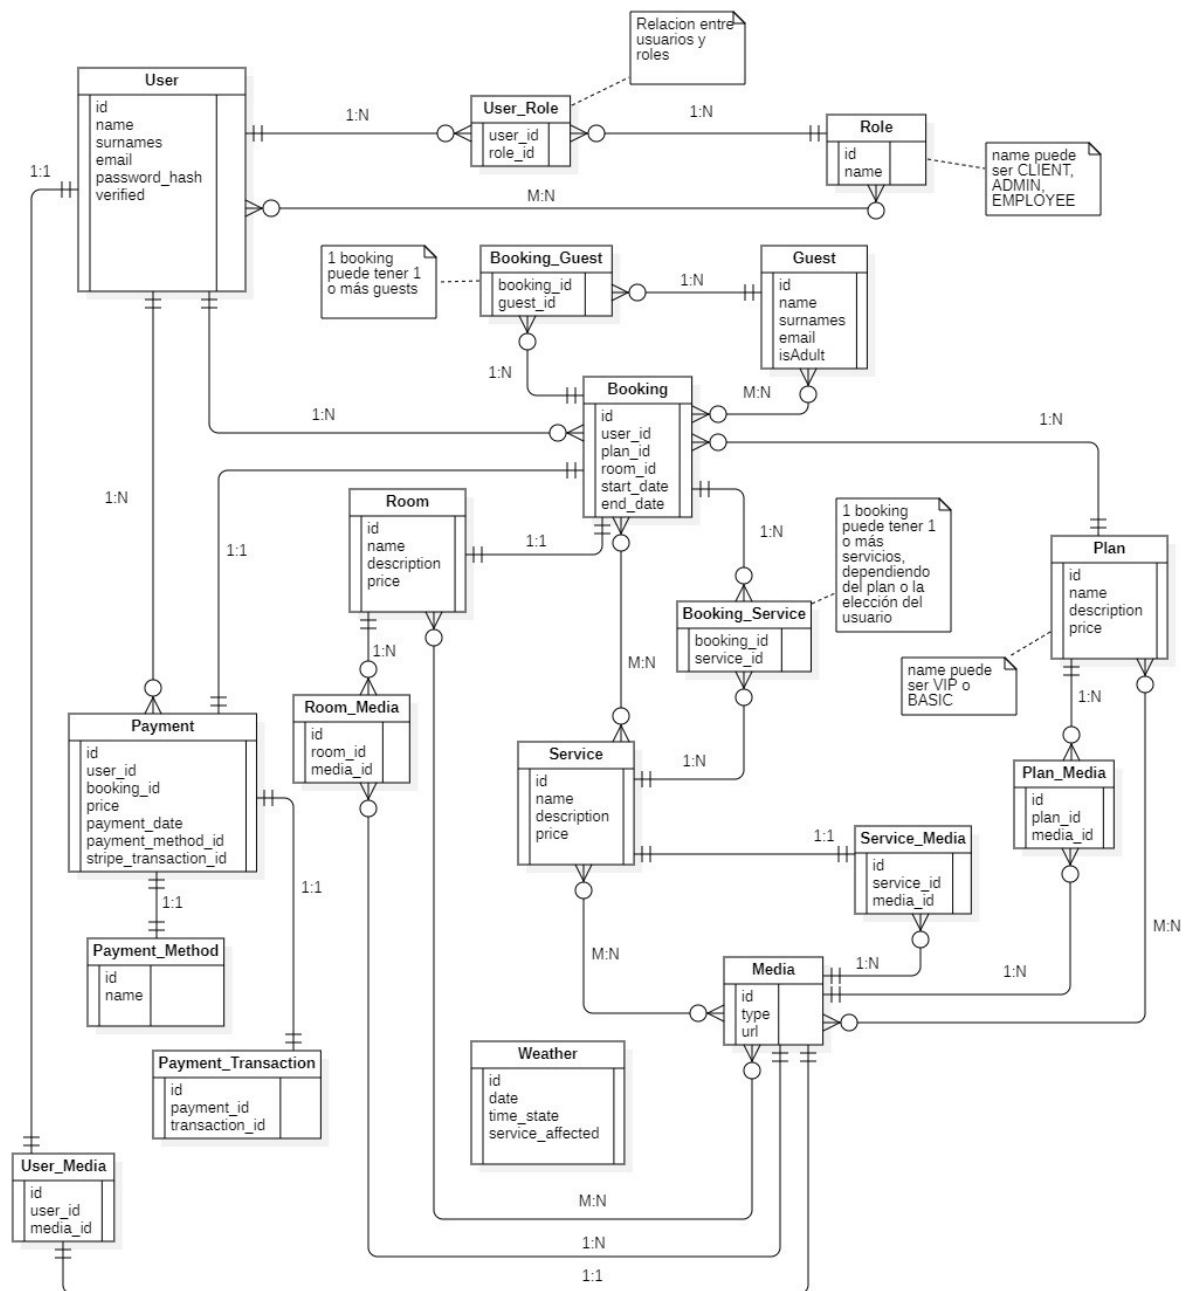 Relacion entre
usuarios y
roles
User
id
name
surnames
email
password_hash
verified
1:N
User_Role
user_id
role_id
1:N
Role
id
name
name puede
ser CLIENT,
ADMIN,
EMPLOYEE
1:1
M:N
1 booking
puede tener 1
o más guests
Booking_Guest
booking_id
guest_id
1:N
Guest
id
name
surnames
email
isAdult
1:N
M:N
Booking
id
user_id
plan_id
room_id
start_date
end_date
1:N
1:N
1:N
1:1
Room
id
name
description
price
1:1
1:N
1 booking
puede tener 1
o más
servicios,
dependiendo
del plan o la
elección del
usuario
Plan
id
name
description
price
Booking_Service
booking_id
service_id
M:N
name puede
ser VIP o
BASIC
1:N
1:N
Room_Media
id
room_id
media_id
Payment
id
user_id
booking_id
price
payment_date
payment_method_id
stripe_transaction_id
Service
id
name
description
price
1:N
Plan_Media
id
plan_id
media_id
1:1
Service_Media
id
service_id
media_id
1:1
1:1
M:N
Payment_Method
id
name
M:N
1:N
1:N
Media
id
type
url
Weather
id
date
time_state
service_affected
Payment_Transaction
id
payment_id
transaction_id
User_Media
id
user_id
media_id
M:N
1:N
1:1